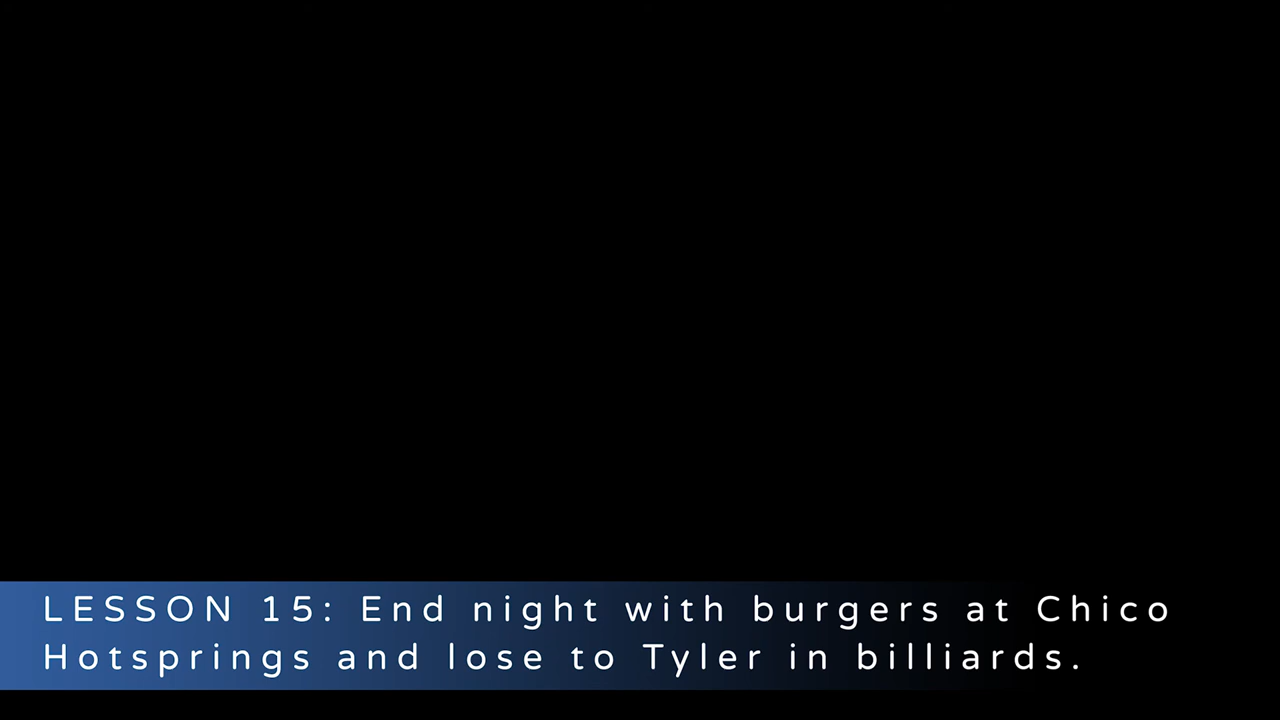 LESSON 15: End night with burgers at Chico
Hotsprings and lose to Tyler in billiards.